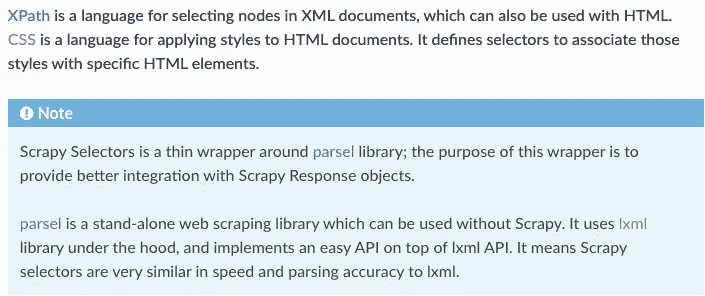 XPath is a language for selecting nodes in XML documents, which can also be used with HTML.
CSS is a language for applying styles to HTML documents. It defines selectors to associate those
styles with specific HTML elements.
Note
Scrapy Selectors is a thin wrapper around parsel library; the purpose of this wrapper is to
provide better integration with Scrapy Response objects.
parsel is a stand-alone web scraping library which can be used without Scrapy. It uses lxml
library under the hood, and implements an easy API on top of lxml API. It means Scrapy
selectors are very similar in speed and parsing accuracy to lxml.